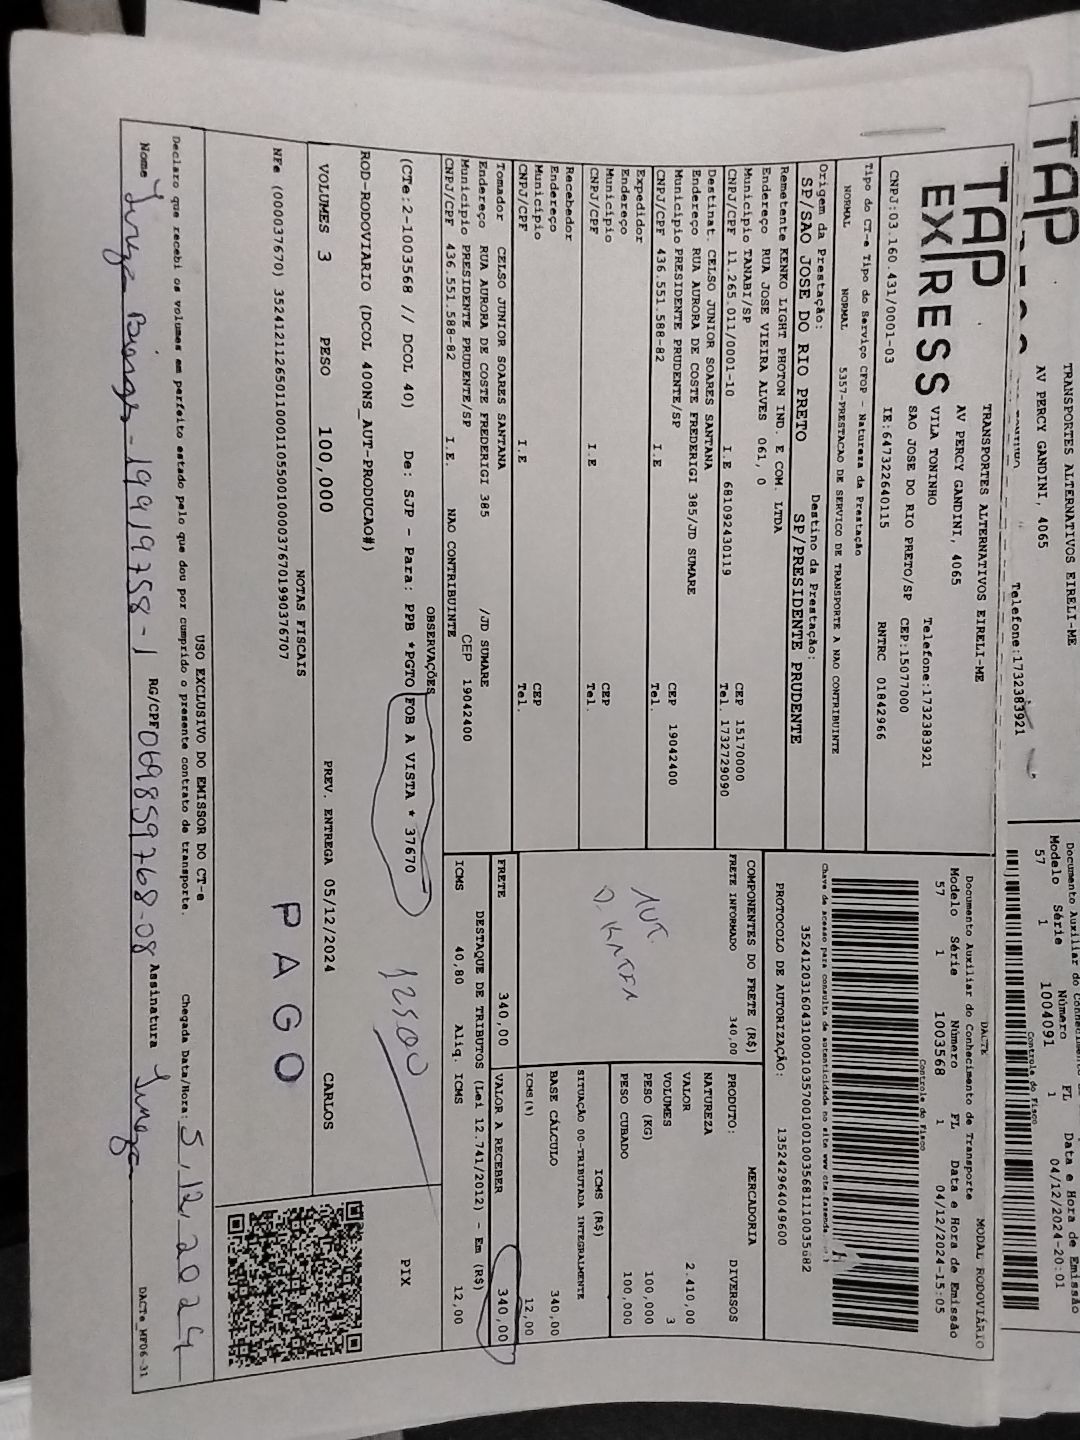 TAP
TRANSPORTES ALTERNATIVOS EIRELI-ME
AV PERCY GANDINI, 4065
Telefone:1732383921
Modelo Série Número FL Data e Hora de Emissão
57 1 1004091 1 04/12/2024-20:01
Controle do Fisco
TAP
EXPRESS
TRANSPORTES ALTERNATIVOS EIRELI-ME
AV PERCY GANDINI, 4065
VILA TONINHO Telefone:1732383921
SAO JOSE DO RIO PRETO/SP CEP:15077000
CNPJ:03.160.431/0001-03 IE:647322640115 RNTRC 01842966
DACTE MODAL RODOVIÁRIO
Documento Auxiliar do Conhecimento de Transporte
Modelo Série Número FL Data e Hora de Emissão
57 1 1003568 1 04/12/2024-15:05
Controle do Fisco
Tipo do CT-e Tipo do Serviço CFOP - Natureza da Prestação
NORMAL NORMAL 5357-PRESTACAO DE SERVICO DE TRANSPORTE A NAO CONTRIBUINTE
Chave de acesso para consulta de autenticidade no site www.cte.fazenda
35241203160431000103570010010035681110035682
PROTOCOLO DE AUTORIZAÇÃO: 135242964049600
Origem da Prestação: Destino da Prestação:
SP/SAO JOSE DO RIO PRETO SP/PRESIDENTE PRUDENTE
Remetente KENKO LIGHT PHOTON IND. E COM. LTDA
Endereço RUA JOSE VIEIRA ALVES 061, 0
Município TANABI/SP CEP 15170000
CNPJ/CPF 11.265.011/0001-10 I.E 681092430119 Tel. 1732729090
Destinat. CELSO JUNIOR SOARES SANTANA
Endereço RUA AURORA DE COSTE FREDERIGI 385/JD SUMARE
Município PRESIDENTE PRUDENTE/SP CEP 19042400
CNPJ/CPF 436.551.588-82 I.E Tel.
Expedidor
Endereço
Município CEP
CNPJ/CPF I.E Tel.
Recebedor
Endereço
Município CEP
CNPJ/CPF I.E Tel.
Tomador CELSO JUNIOR SOARES SANTANA
Endereço RUA AURORA DE COSTE FREDERIGI 385 /JD SUMARE
Município PRESIDENTE PRUDENTE/SP CEP 19042400
CNPJ/CPF 436.551.588-82 I.E. NAO CONTRIBUINTE
COMPONENTES DO FRETE (R$)
FRETE INFORMADO 340,00
AUT.
MERCADORIA
PRODUTO: DIVERSOS
NATUREZA
VALOR 2.410,00
VOLUMES 3
PESO (KG) 100,000
PESO CUBADO 100,000
ICMS (R$)
SITUAÇÃO 00-TRIBUTADA INTEGRALMENTE
BASE CÁLCULO 340,00
ICMS(%) 12,00
FRETE 340,00 VALOR A RECEBER 340,00
DESTAQUE DE TRIBUTOS (Lei 12.741/2012) - Em (R$)
ICMS 40,80 Aliq. ICMS 12,00
OBSERVAÇÕES
(CTe:2-1003568 // DCOL 40) De: SJP - Para: PPB *PGTO FOB A VISTA * 37670
ROD-RODOVIARIO (DCOL 400NS_AUT-PRODUCAO#)
12500
PIX
VOLUMES 3 PESO 100,000 PREV. ENTREGA 05/12/2024 CARLOS
NOTAS FISCAIS
NFe (000037670) 35241211265011000110550010000376701990376707
PAGO
USO EXCLUSIVO DO EMISSOR DO CT-e
Declaro que recebi os volumes em perfeito estado pelo que dou por cumprido o presente contrato de transporte. Chegada Data/Hora: 5/12/2024
Nome RG/CPF 069859768-08 Assinatura
DACTe_MF06-31